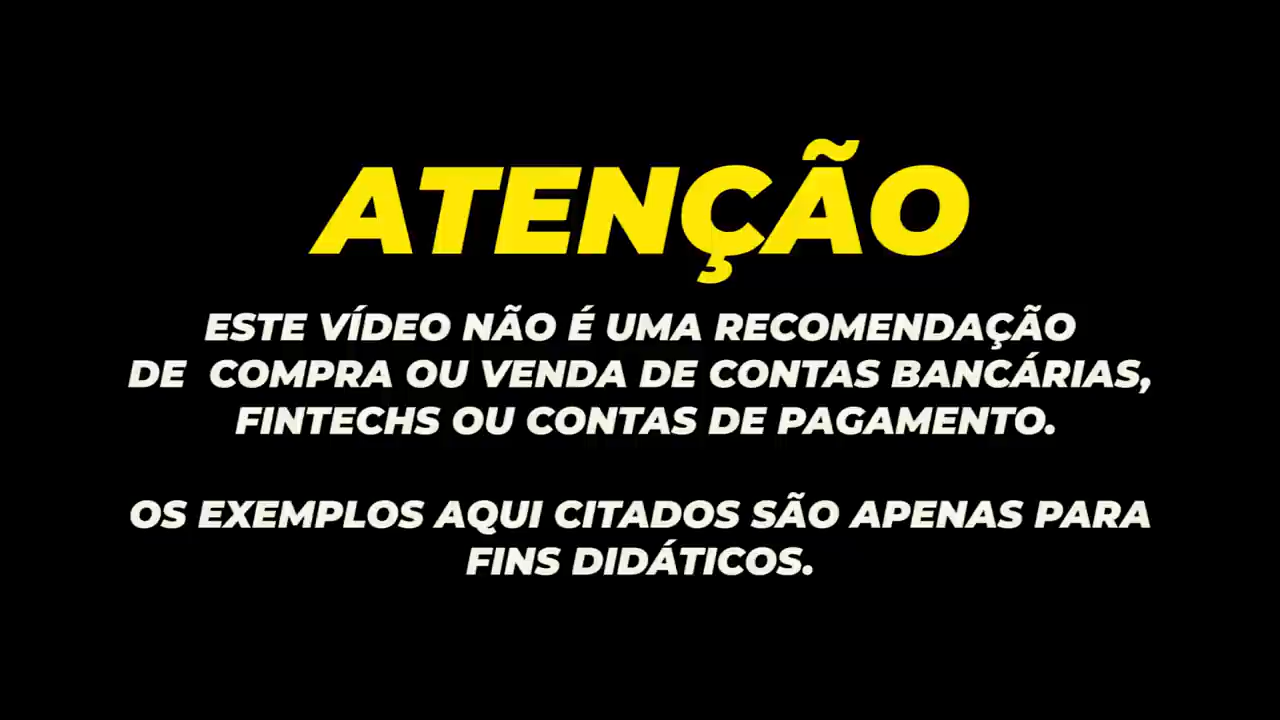 ATENÇÃO
ESTE VÍDEO NÃO É UMA RECOMENDAÇÃO
DE COMPRA OU VENDA DE CONTAS BANCÁRIAS,
FINTECHS OU CONTAS DE PAGAMENTO.
OS EXEMPLOS AQUI CITADOS SÃO APENAS PARA
FINS DIDÁTICOS.